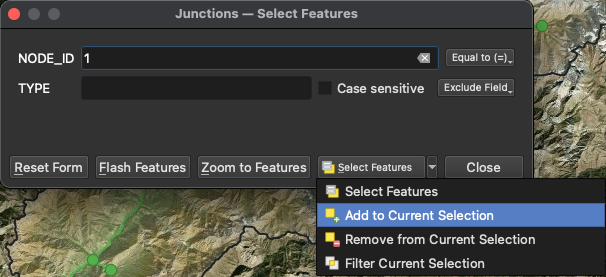 Junctions — Select Features
NODE_ID 1 Equal to (=)
TYPE Case sensitive Exclude Field
Reset Form Flash Features Zoom to Features Select Features Close
Select Features
Add to Current Selection
Remove from Current Selection
Filter Current Selection